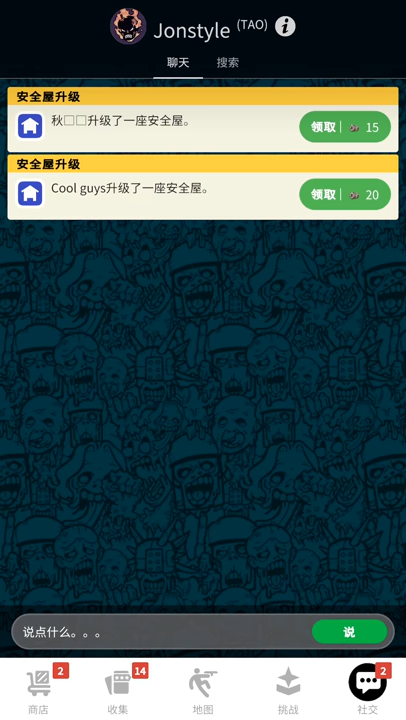 Jonstyle (TAO) i
聊天 搜索
安全屋升级
秋□□升级了一座安全屋。
领取 15
安全屋升级
Cool guys升级了一座安全屋。
领取 20
说点什么。。。 说
2 14 2
商店 收集 地图 挑战 社交